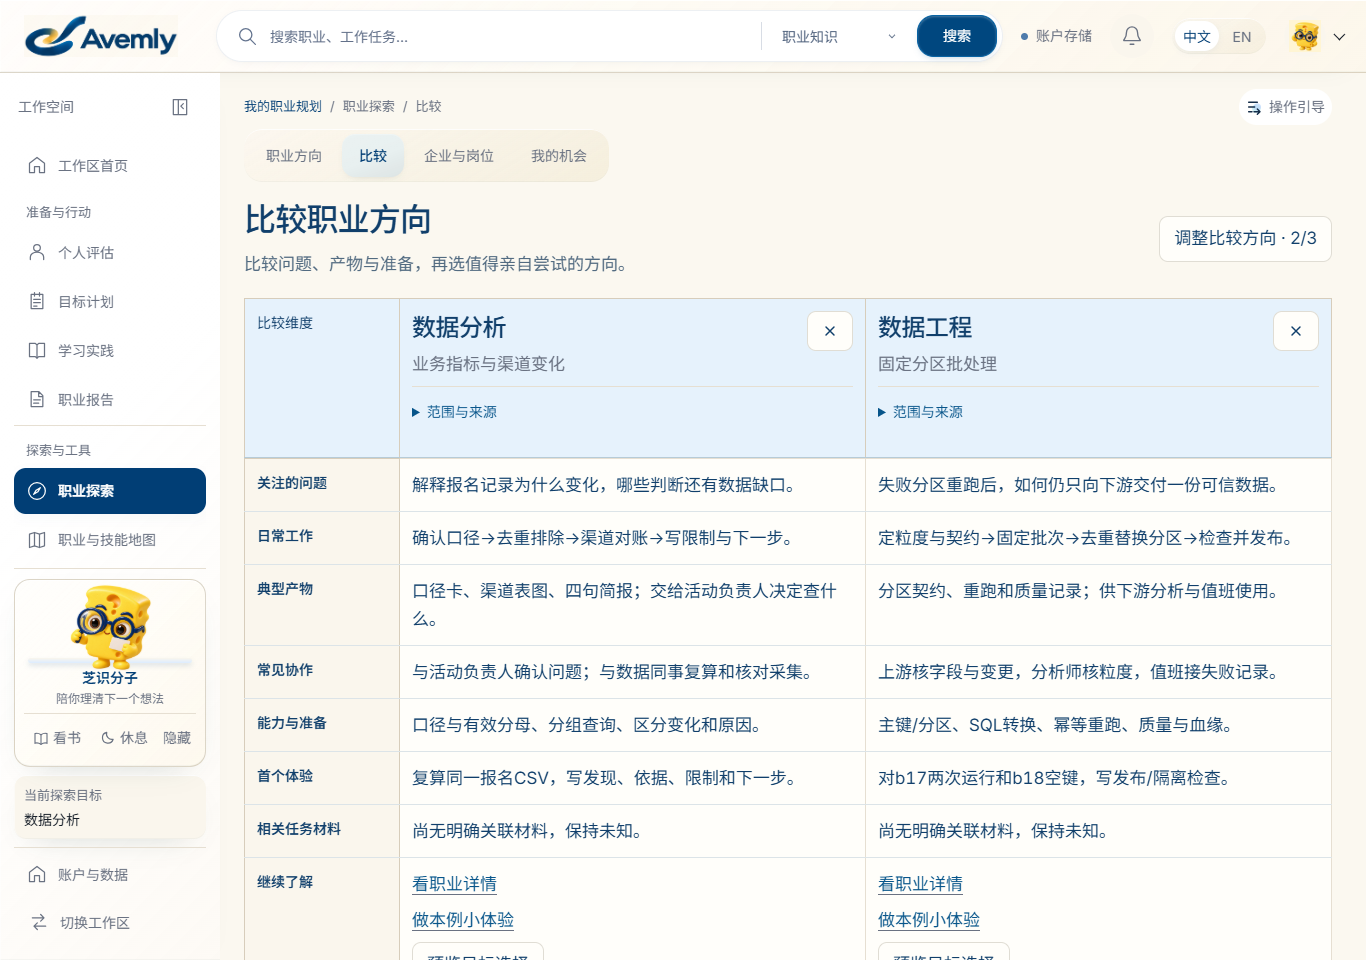 Avemly
搜索职业、工作任务...
职业知识
搜索
账户存储
中文
EN
工作空间
工作区首页
准备与行动
个人评估
目标计划
学习实践
职业报告
探索与工具
职业探索
职业与技能地图
芝识分子
陪你理清下一个想法
看书
休息
隐藏
当前探索目标
数据分析
账户与数据
切换工作区
我的职业规划 / 职业探索 / 比较
操作引导
职业方向
比较
企业与岗位
我的机会
比较职业方向
比较问题、产物与准备，再选值得亲自尝试的方向。
调整比较方向 · 2/3
比较维度
数据分析
×
业务指标与渠道变化
▶ 范围与来源
数据工程
×
固定分区批处理
▶ 范围与来源
关注的问题
解释报名记录为什么变化，哪些判断还有数据缺口。
失败分区重跑后，如何仍只向下游交付一份可信数据。
日常工作
确认口径→去重排除→渠道对账→写限制与下一步。
定粒度与契约→固定批次→去重替换分区→检查并发布。
典型产物
口径卡、渠道表图、四句简报；交给活动负责人决定查什
么。
分区契约、重跑和质量记录；供下游分析与值班使用。
常见协作
与活动负责人确认问题；与数据同事复算和核对采集。
上游核字段与变更，分析师核粒度，值班接失败记录。
能力与准备
口径与有效分母、分组查询、区分变化和原因。
主键/分区、SQL转换、幂等重跑、质量与血缘。
首个体验
复算同一报名CSV，写发现、依据、限制和下一步。
对b17两次运行和b18空键，写发布/隔离检查。
相关任务材料
尚无明确关联材料，保持未知。
尚无明确关联材料，保持未知。
继续了解
看职业详情
做本例小体验
预览目标选择
看职业详情
做本例小体验
预览目标选择